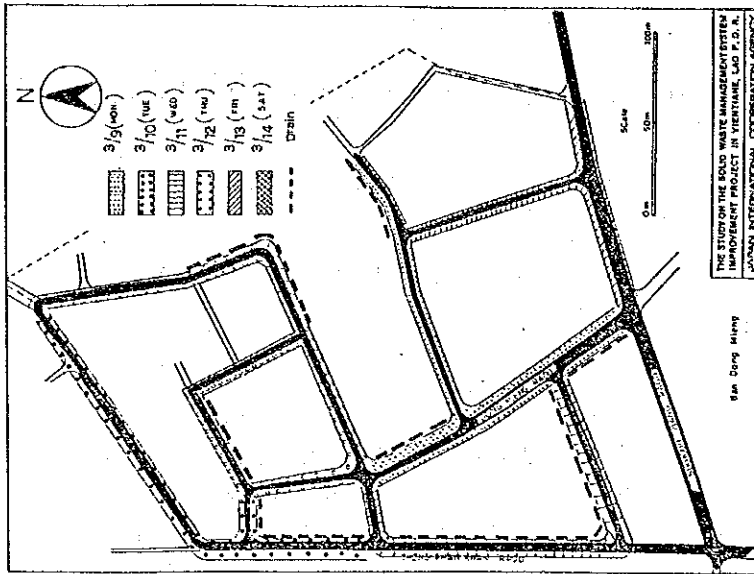 N
3/9 (MON)
3/10 (TUE)
3/11 (WED)
3/12 (THU)
3/13 (FRI)
3/14 (SAT)
Drain
Scale
0m 50m 100m
THE STUDY ON THE SOLID WASTE MANAGEMENT SYSTEM
IMPROVEMENT PROJECT IN VIENTIANE, LAO P.D.R.
JAPAN INTERNATIONAL COOPERATION AGENCY
Ban Dong Mieng
ROAD